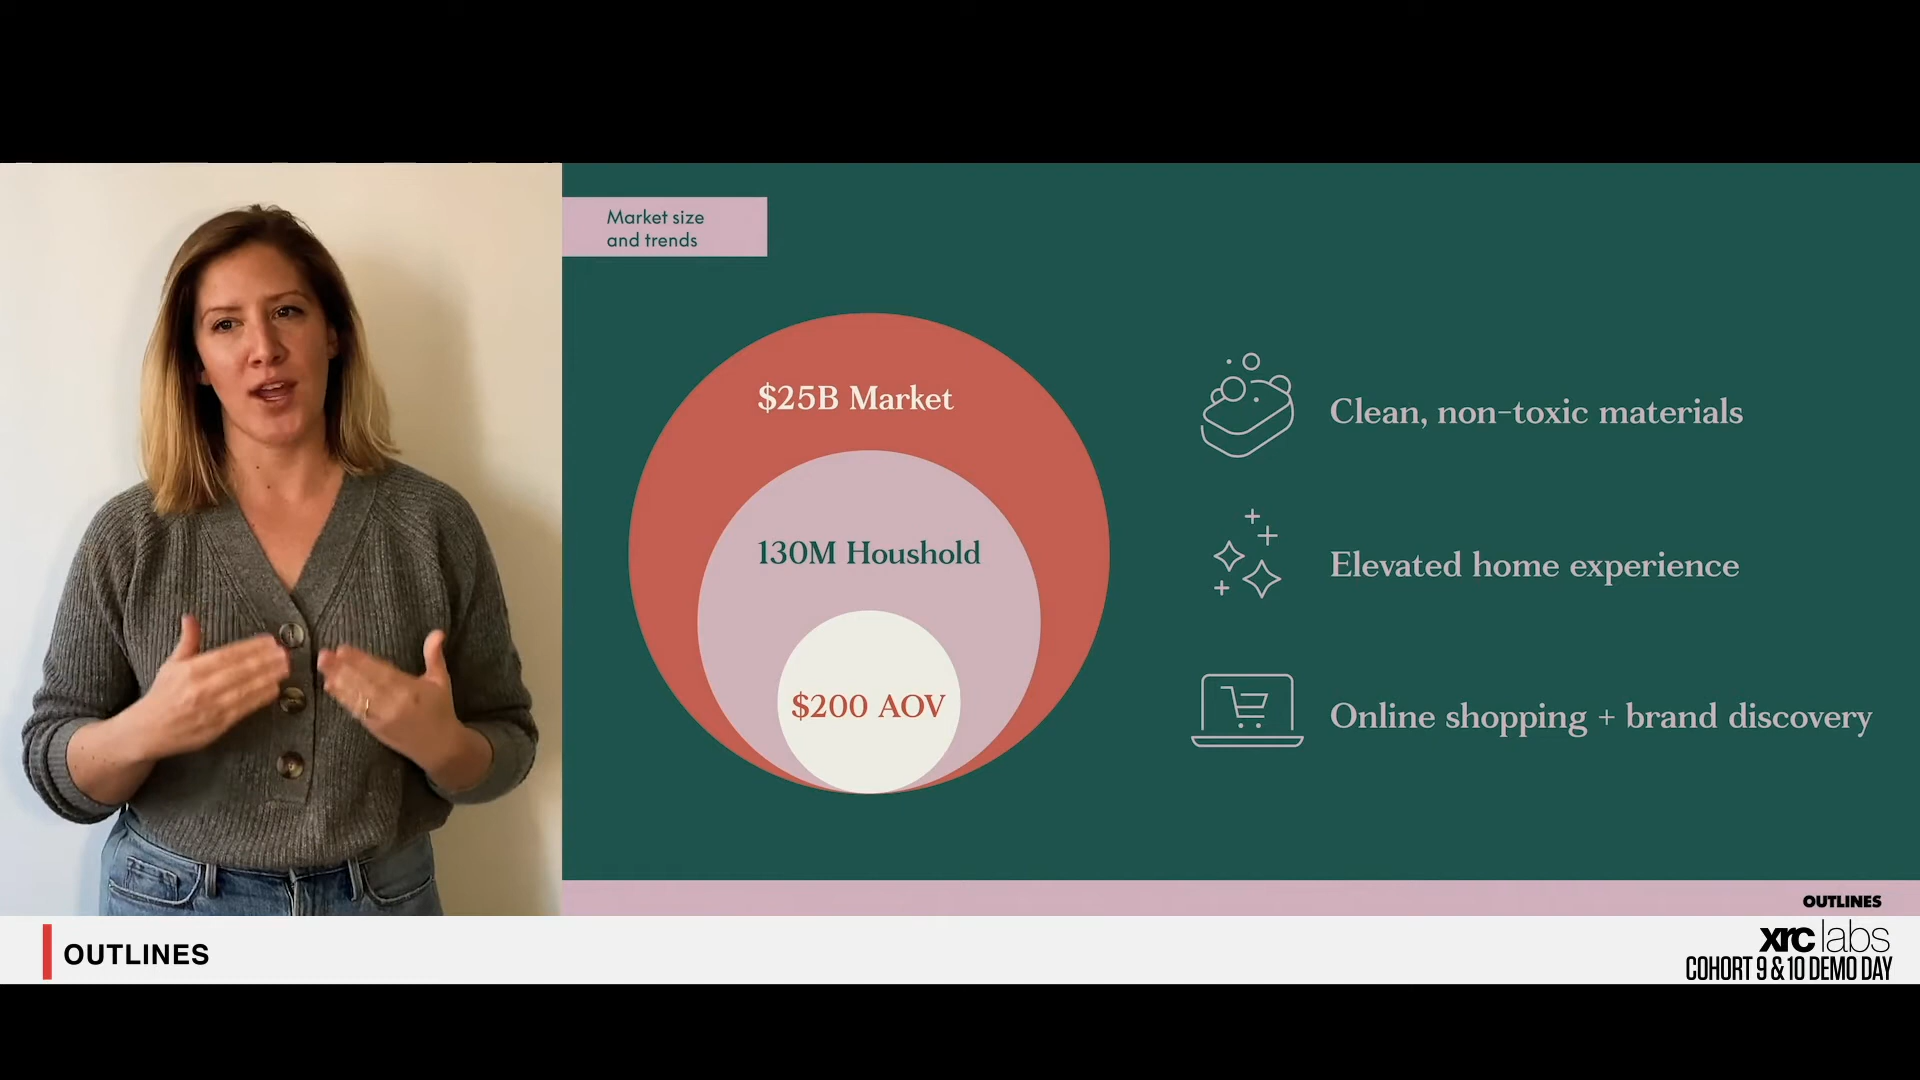 Market size
and trends
$25B Market
130M Houshold
$200 AOV
Clean, non-toxic materials
Elevated home experience
Online shopping + brand discovery
OUTLINES
OUTLINES
xrc labs
COHORT 9 & 10 DEMO DAY